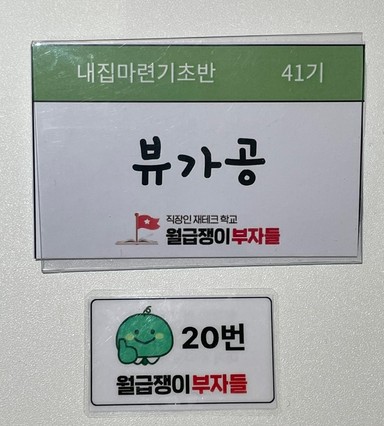 내집마련기초반 41기
뷰가공
직장인 재테크 학교
월급쟁이부자들
20번
월급쟁이부자들